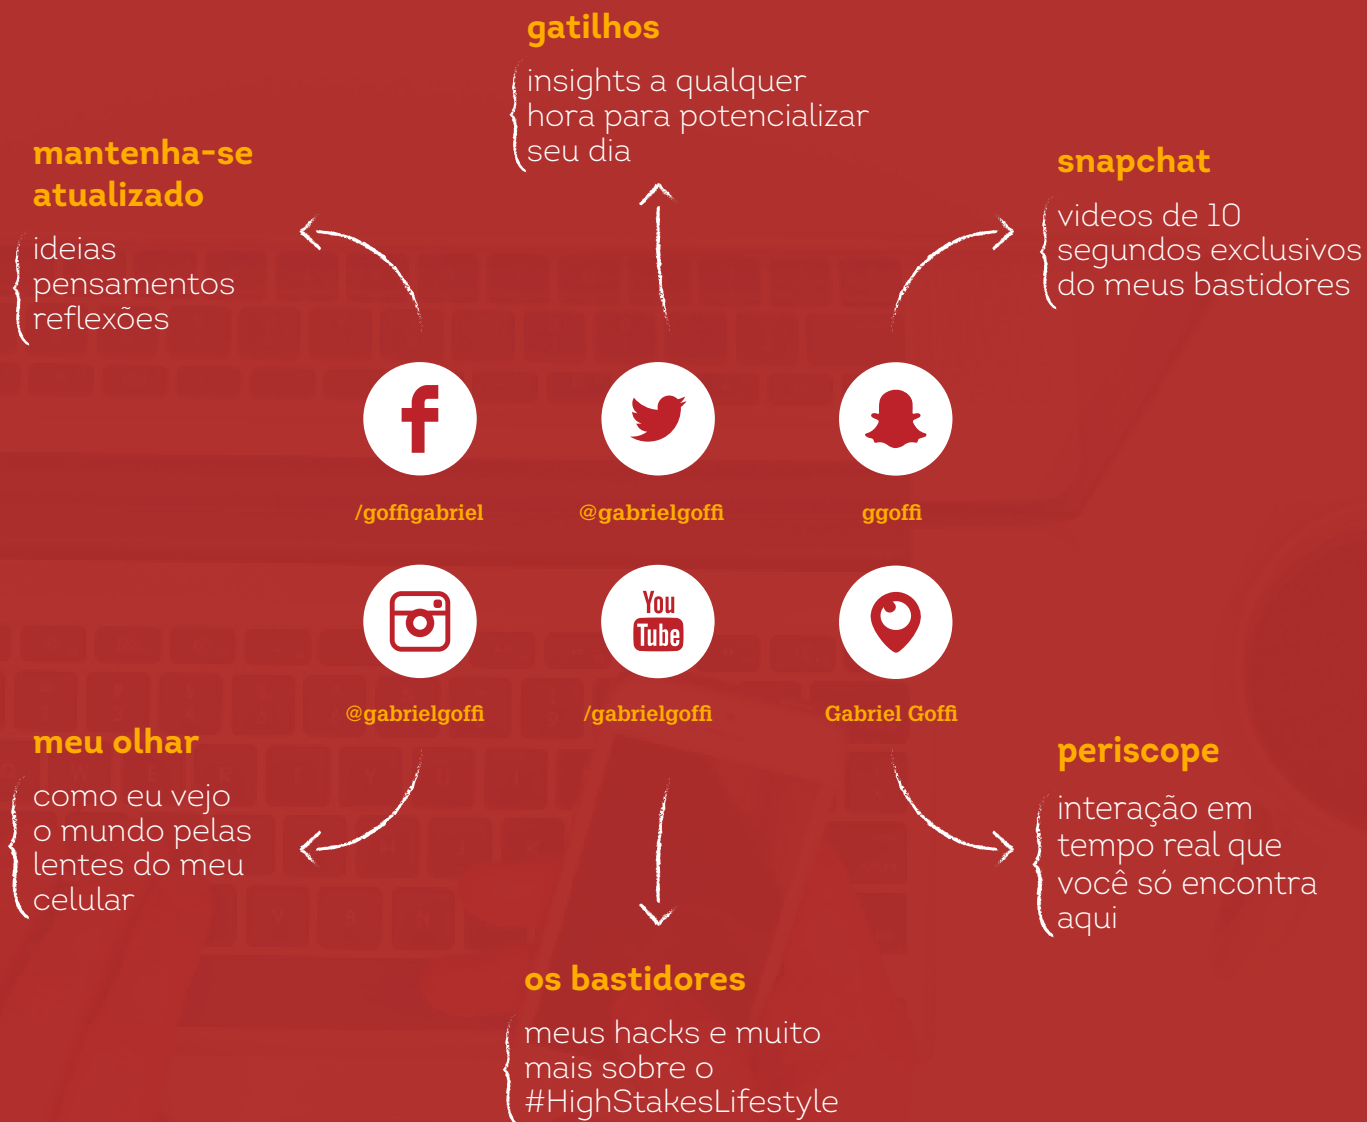 gatilhos
insights a qualquer
hora para potencializar
seu dia
mantenha-se
atualizado
ideias
pensamentos
reflexões
snapchat
videos de 10
segundos exclusivos
do meus bastidores
f
/goffigabriel
@gabrielgoffi
ggoffi
You
Tube
@gabrielgoffi
/gabrielgoffi
Gabriel Goffi
meu olhar
como eu vejo
o mundo pelas
lentes do meu
celular
periscope
interação em
tempo real que
você só encontra
aqui
os bastidores
meus hacks e muito
mais sobre o
#HighStakesLifestyle